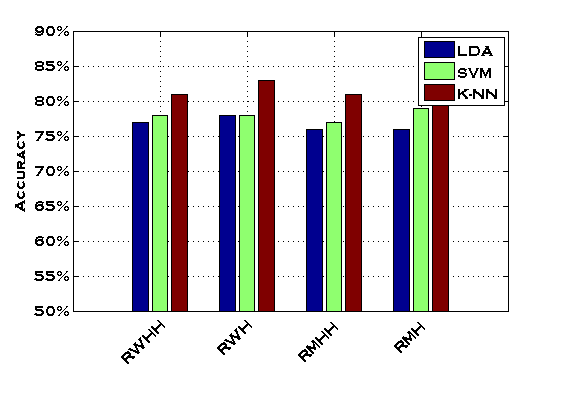 90%
85%
80%
75%
70%
65%
60%
55%
50%
Accuracy
LDA
SVM
K-NN
RWHH
RWH
RMHH
RMH